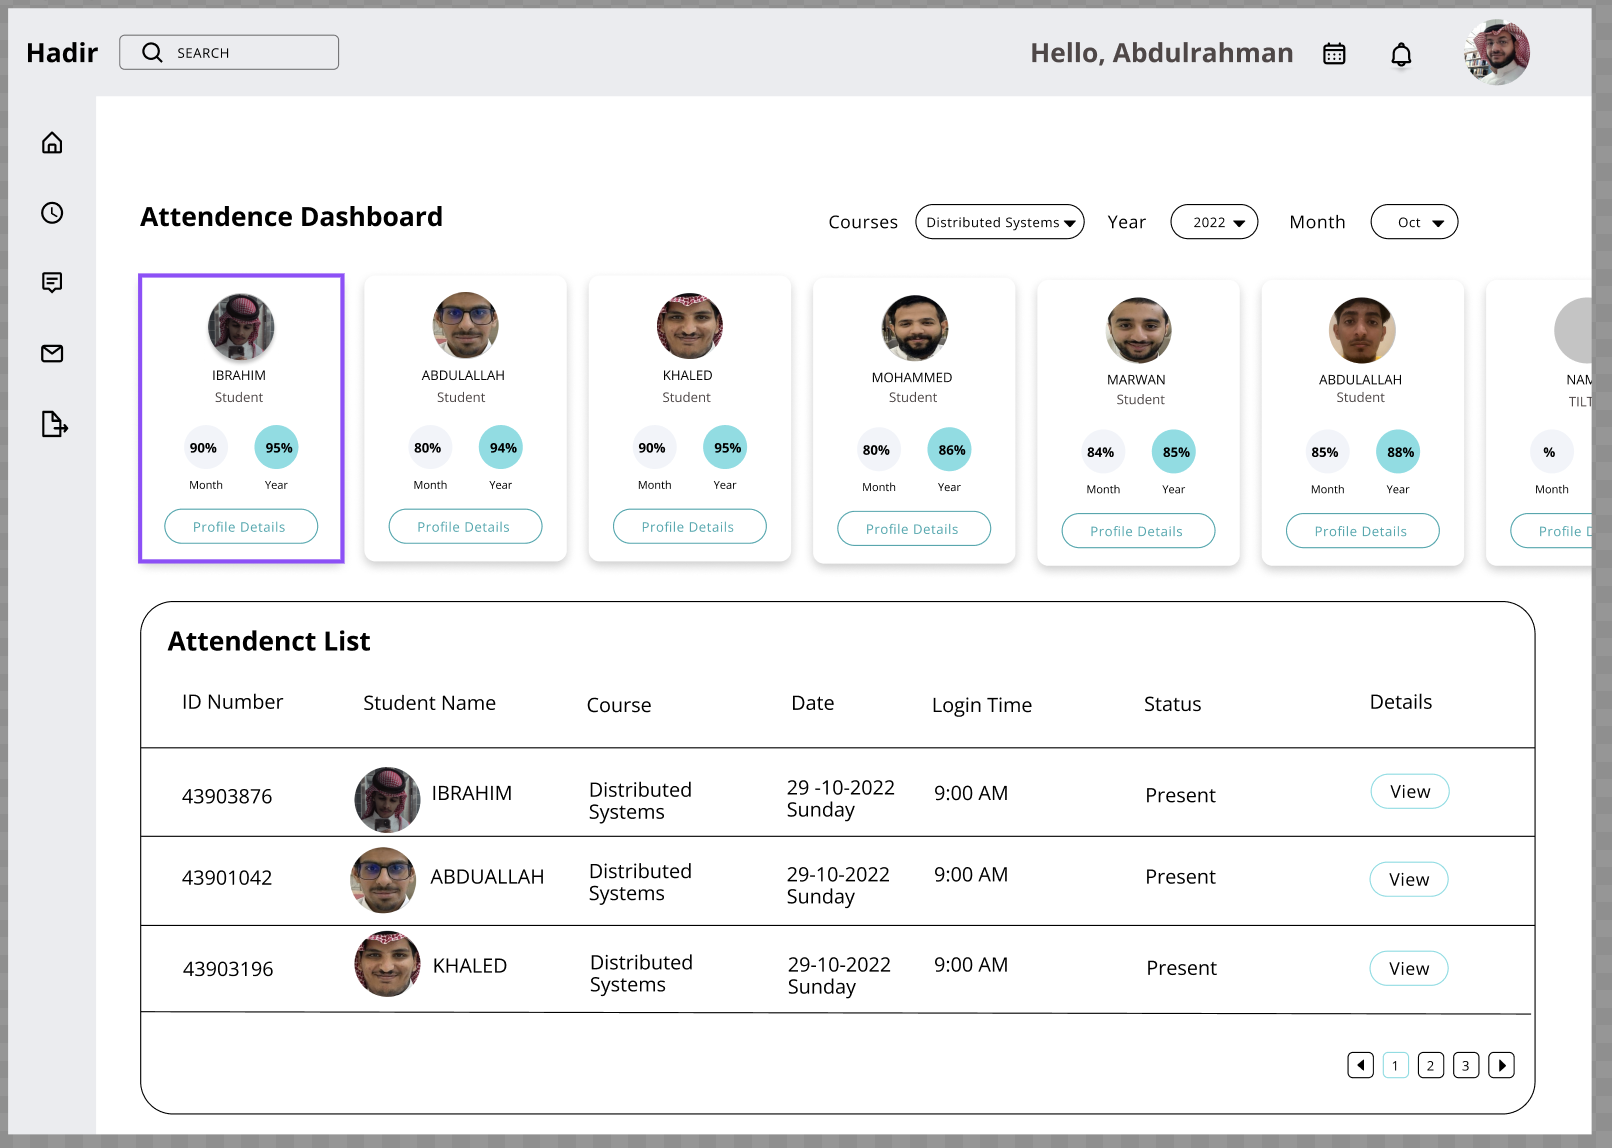 Hadir
SEARCH
Hello, Abdulrahman
Attendence Dashboard
Courses
Distributed Systems
Year
2022
Month
Oct
IBRAHIM
Student
90%
95%
Month
Year
Profile Details
ABDULALLAH
Student
80%
94%
Month
Year
Profile Details
KHALED
Student
90%
95%
Month
Year
Profile Details
MOHAMMED
Student
80%
86%
Month
Year
Profile Details
MARWAN
Student
84%
85%
Month
Year
Profile Details
ABDULALLAH
Student
85%
88%
Month
Year
Profile Details
NAM
TILT
%
Month
Profile D
Attendenct List
ID Number
Student Name
Course
Date
Login Time
Status
Details
43903876
IBRAHIM
Distributed
Systems
29 -10-2022
Sunday
9:00 AM
Present
View
43901042
ABDUALLAH
Distributed
Systems
29-10-2022
Sunday
9:00 AM
Present
View
43903196
KHALED
Distributed
Systems
29-10-2022
Sunday
9:00 AM
Present
View
1
2
3